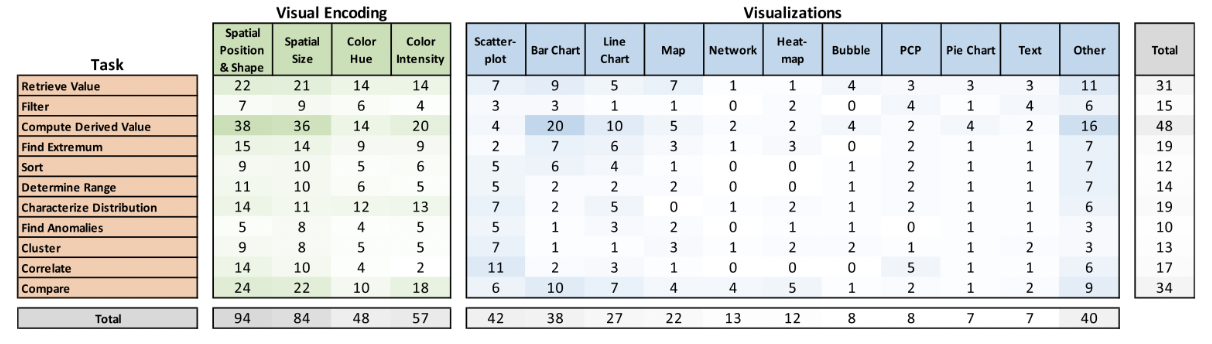 Visual Encoding Visualizations
Task Spatial Position & Shape Spatial Size Color Hue Color Intensity Scatter-plot Bar Chart Line Chart Map Network Heat-map Bubble PCP Pie Chart Text Other Total
Retrieve Value 22 21 14 14 7 9 5 7 1 1 4 3 3 3 11 31
Filter 7 9 6 4 3 3 1 1 0 2 0 4 1 4 6 15
Compute Derived Value 38 36 14 20 4 20 10 5 2 2 4 2 4 2 16 48
Find Extremum 15 14 9 9 2 7 6 3 1 3 0 2 1 1 7 19
Sort 9 10 5 6 5 6 4 1 0 0 1 2 1 1 7 12
Determine Range 11 10 6 5 5 2 2 2 0 0 1 2 1 1 7 14
Characterize Distribution 14 11 12 13 7 2 5 0 1 2 1 2 1 1 6 19
Find Anomalies 5 8 4 5 5 1 3 2 0 1 1 0 1 1 3 10
Cluster 9 8 5 5 7 1 1 3 1 2 2 1 1 2 3 13
Correlate 14 10 4 2 11 2 3 1 0 0 0 5 1 1 6 17
Compare 24 22 10 18 6 10 7 4 4 5 1 2 1 2 9 34
Total 94 84 48 57 42 38 27 22 13 12 8 8 7 7 40